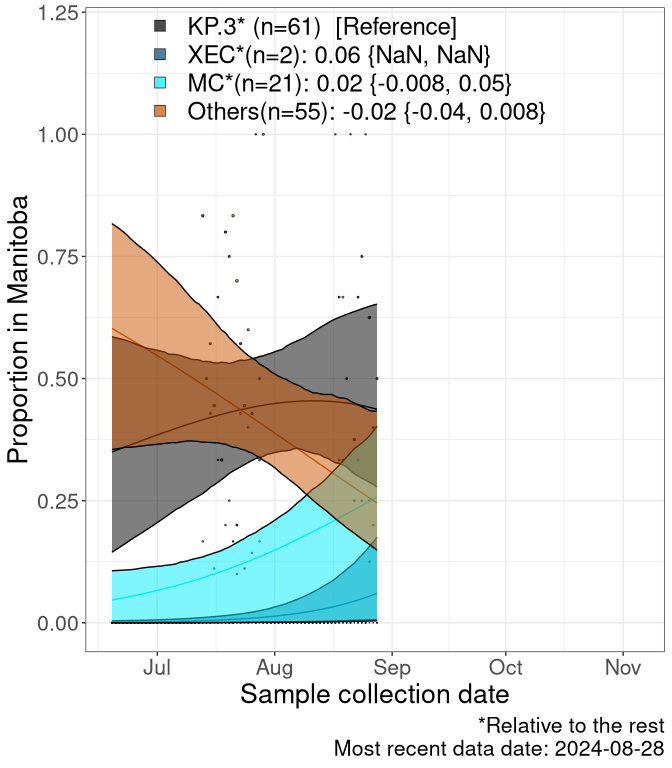 KP.3* (n=61)  [Reference]
XEC*(n=2): 0.06 {NaN, NaN}
MC*(n=21): 0.02 {-0.008, 0.05}
Others(n=55): -0.02 {-0.04, 0.008}
1.25
1.00
0.75
0.50
0.25
0.00
Proportion in Manitoba
Jul Aug Sep Oct Nov
Sample collection date
*Relative to the rest
Most recent data date: 2024-08-28